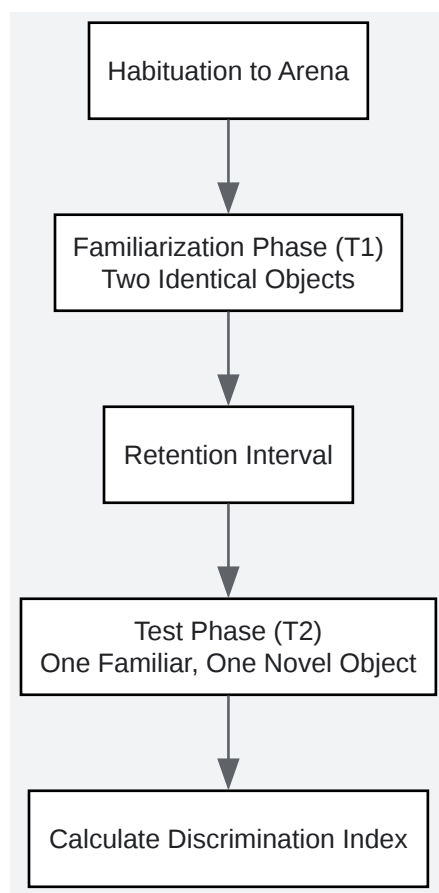 Habituation to Arena
Familiarization Phase (T1)
Two Identical Objects
Retention Interval
Test Phase (T2)
One Familiar, One Novel Object
Calculate Discrimination Index